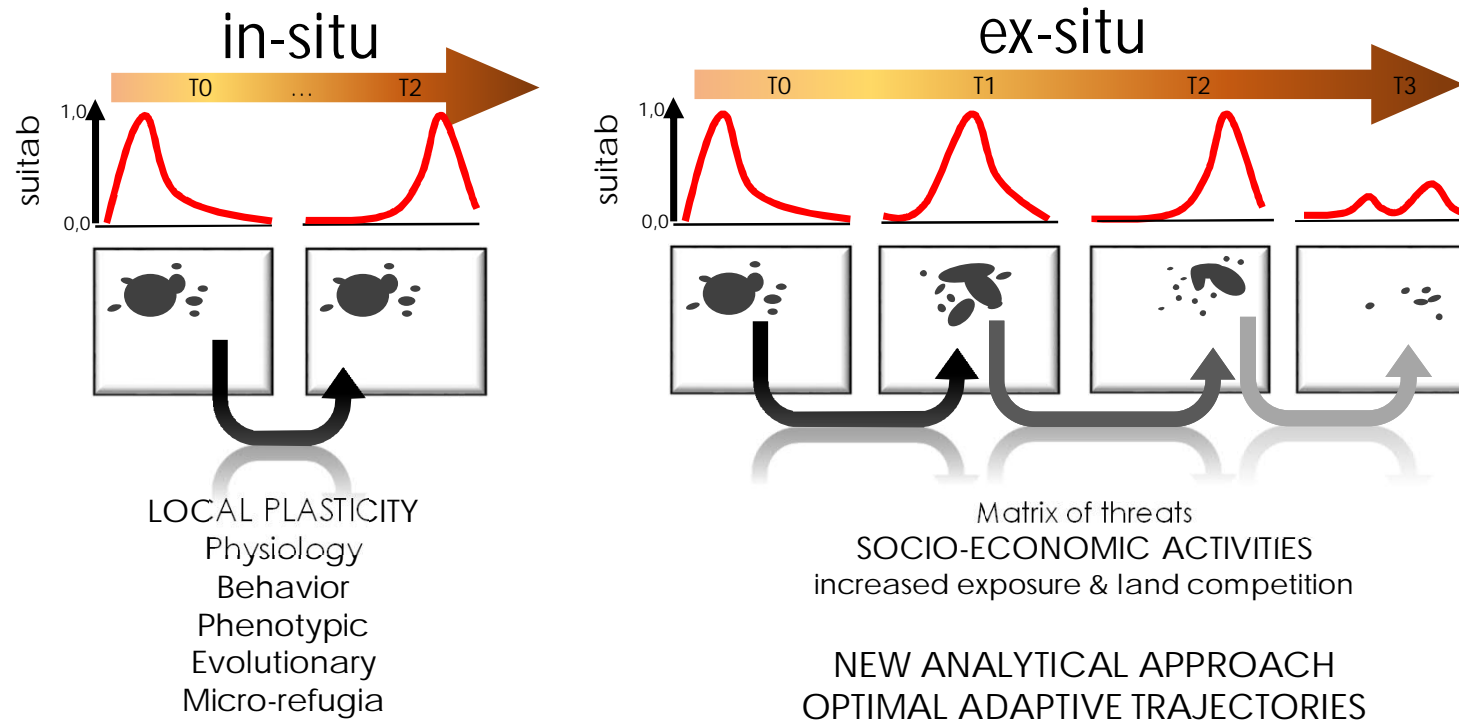 in-situ
T0 ... T2
suitab
1,0
0,0
LOCAL PLASTICITY
Physiology
Behavior
Phenotypic
Evolutionary
Micro-refugia
ex-situ
T0 T1 T2 T3
suitab
1,0
0,0
Matrix of threats
SOCIO-ECONOMIC ACTIVITIES
increased exposure & land competition
NEW ANALYTICAL APPROACH
OPTIMAL ADAPTIVE TRAJECTORIES